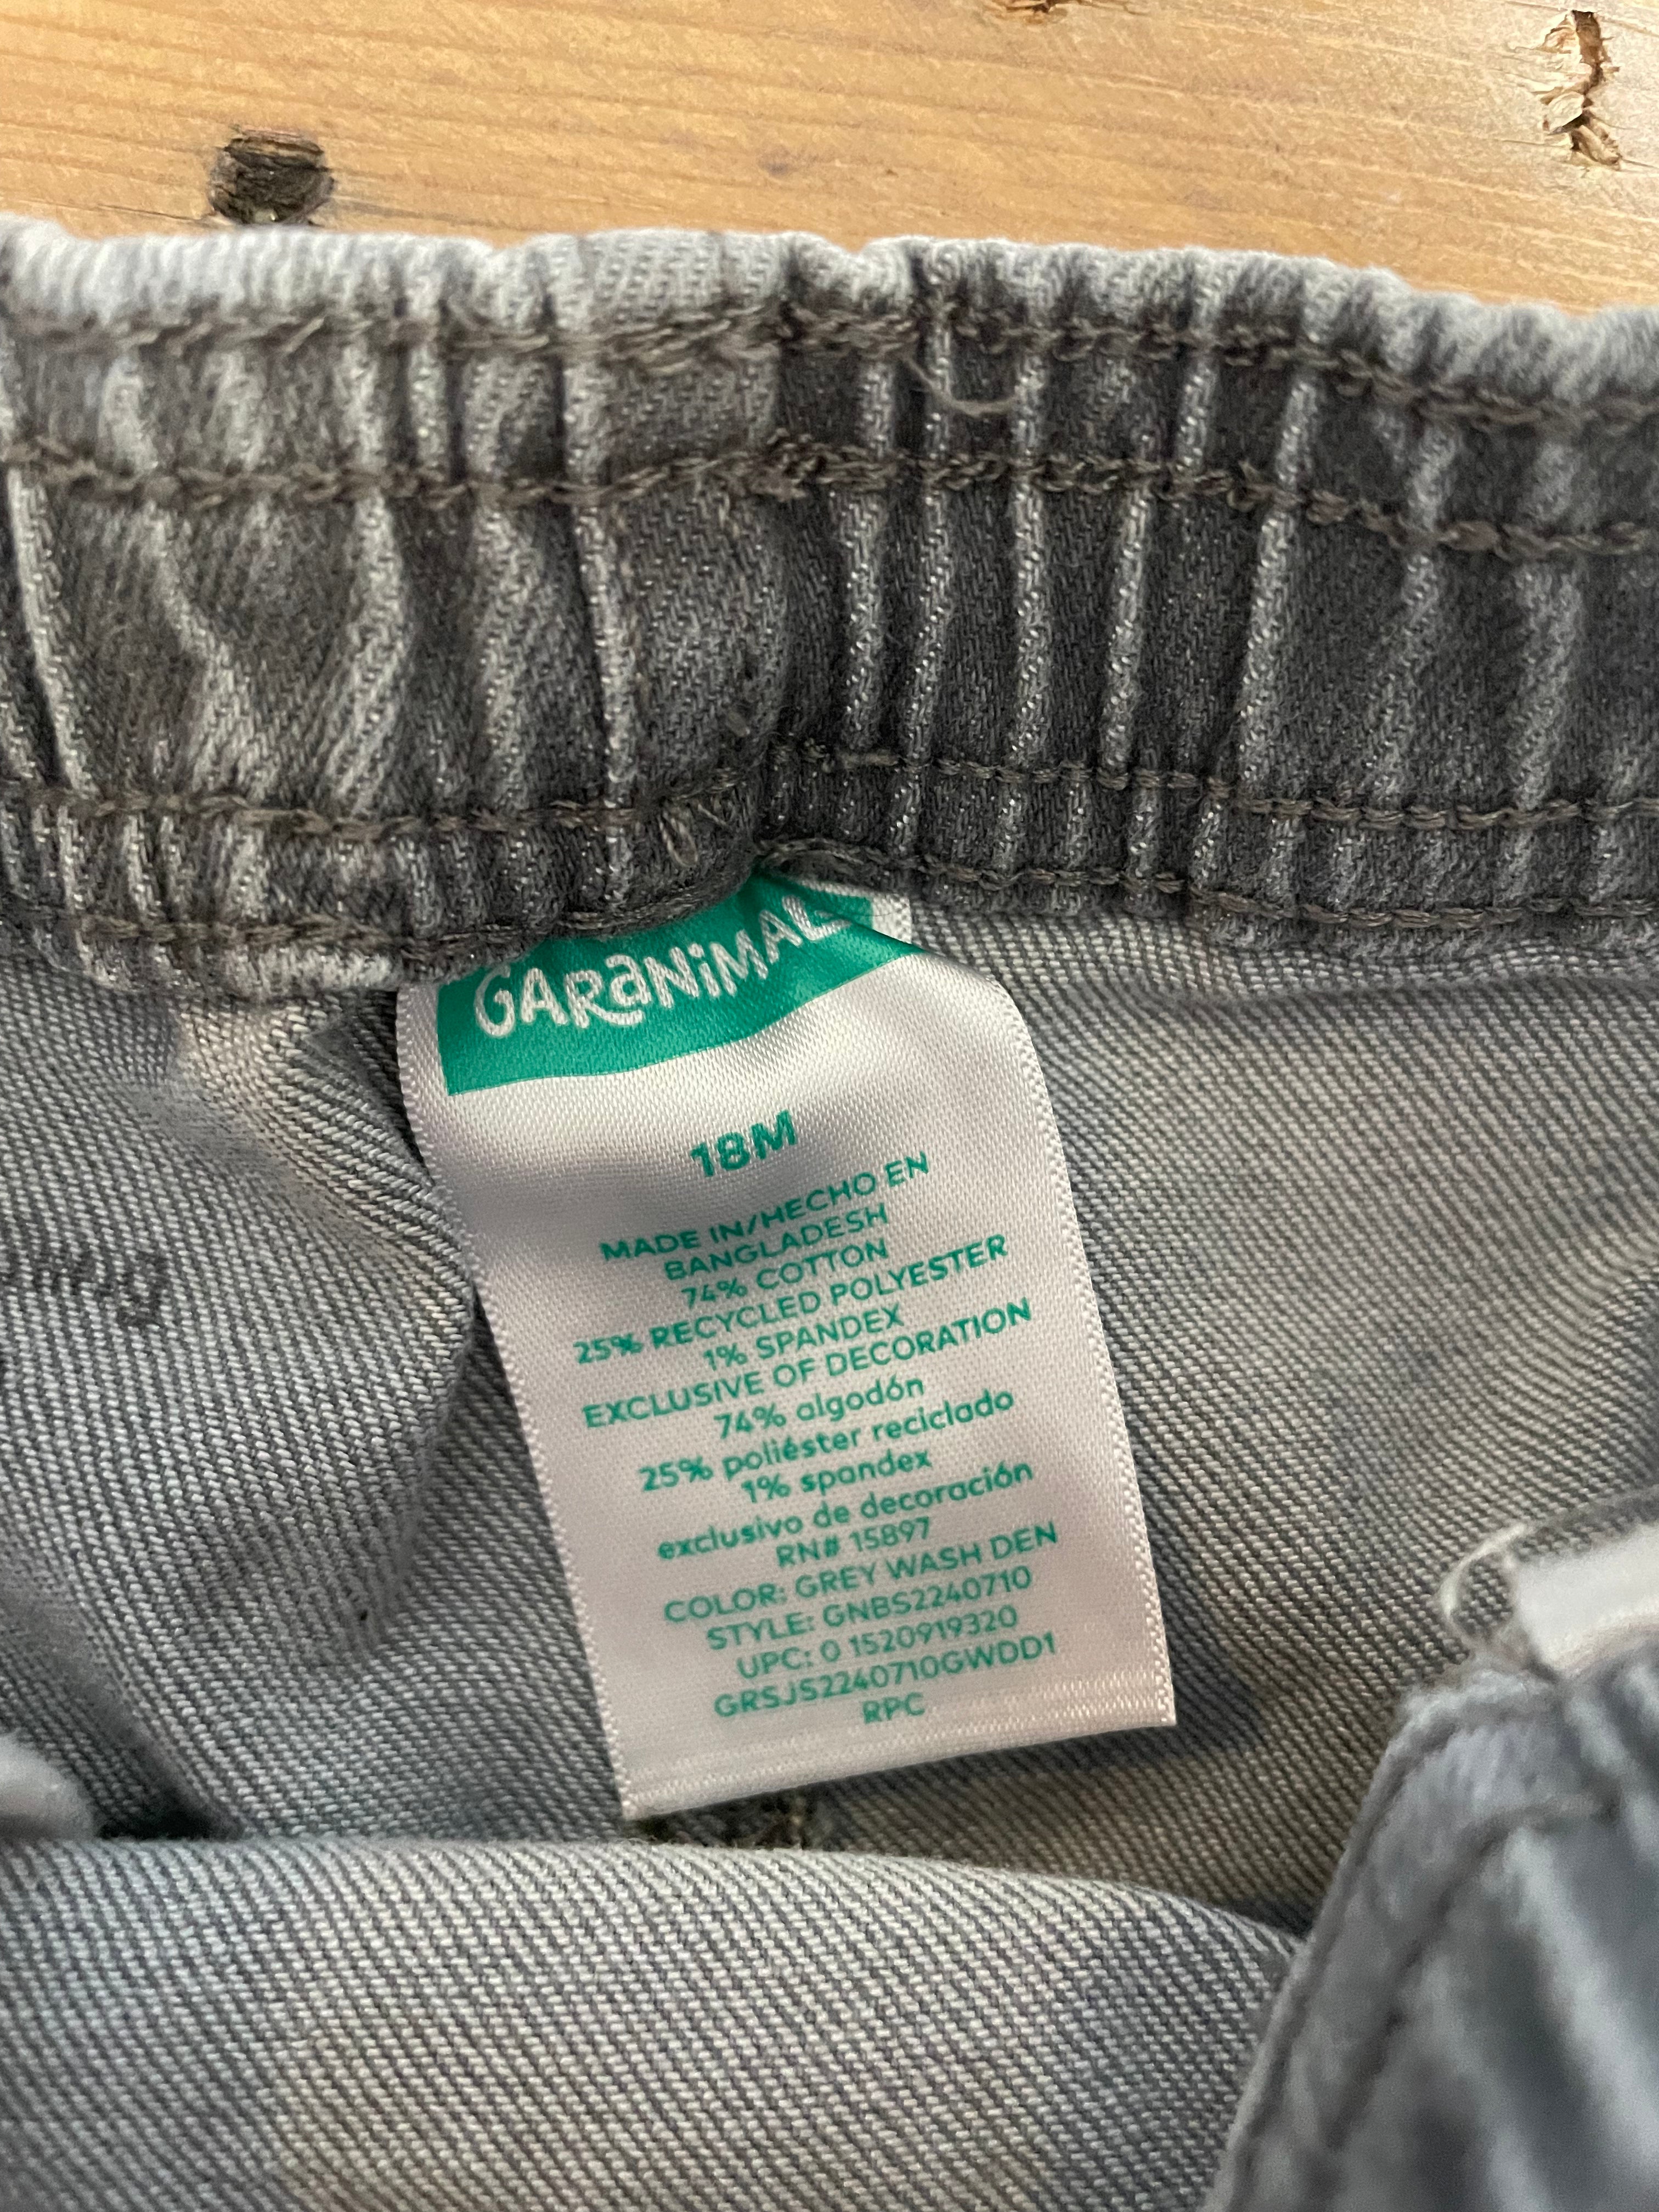 GARaNiMALS
18M
MADE IN/HECHO EN
BANGLADESH
74% COTTON
25% RECYCLED POLYESTER
1% SPANDEX
EXCLUSIVE OF DECORATION
74% algodón
25% poliéster reciclado
1% spandex
exclusivo de decoración
RN# 15897
COLOR: GREY WASH DEN
STYLE: GNBS2240710
UPC: 0 1520919320
GRSJS2240710GWDD1
RPC